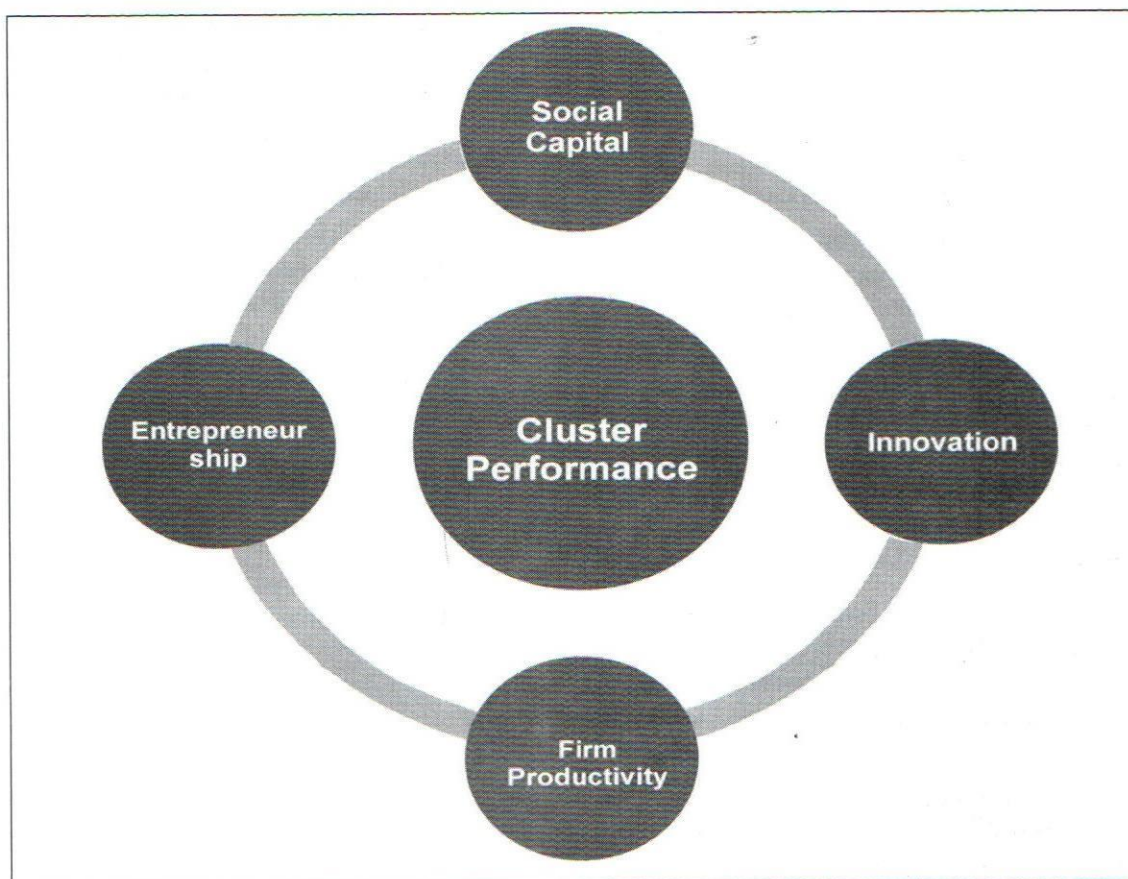 Social
Capital
Entrepreneur
ship
Cluster
Performance
Innovation
Firm
Productivity